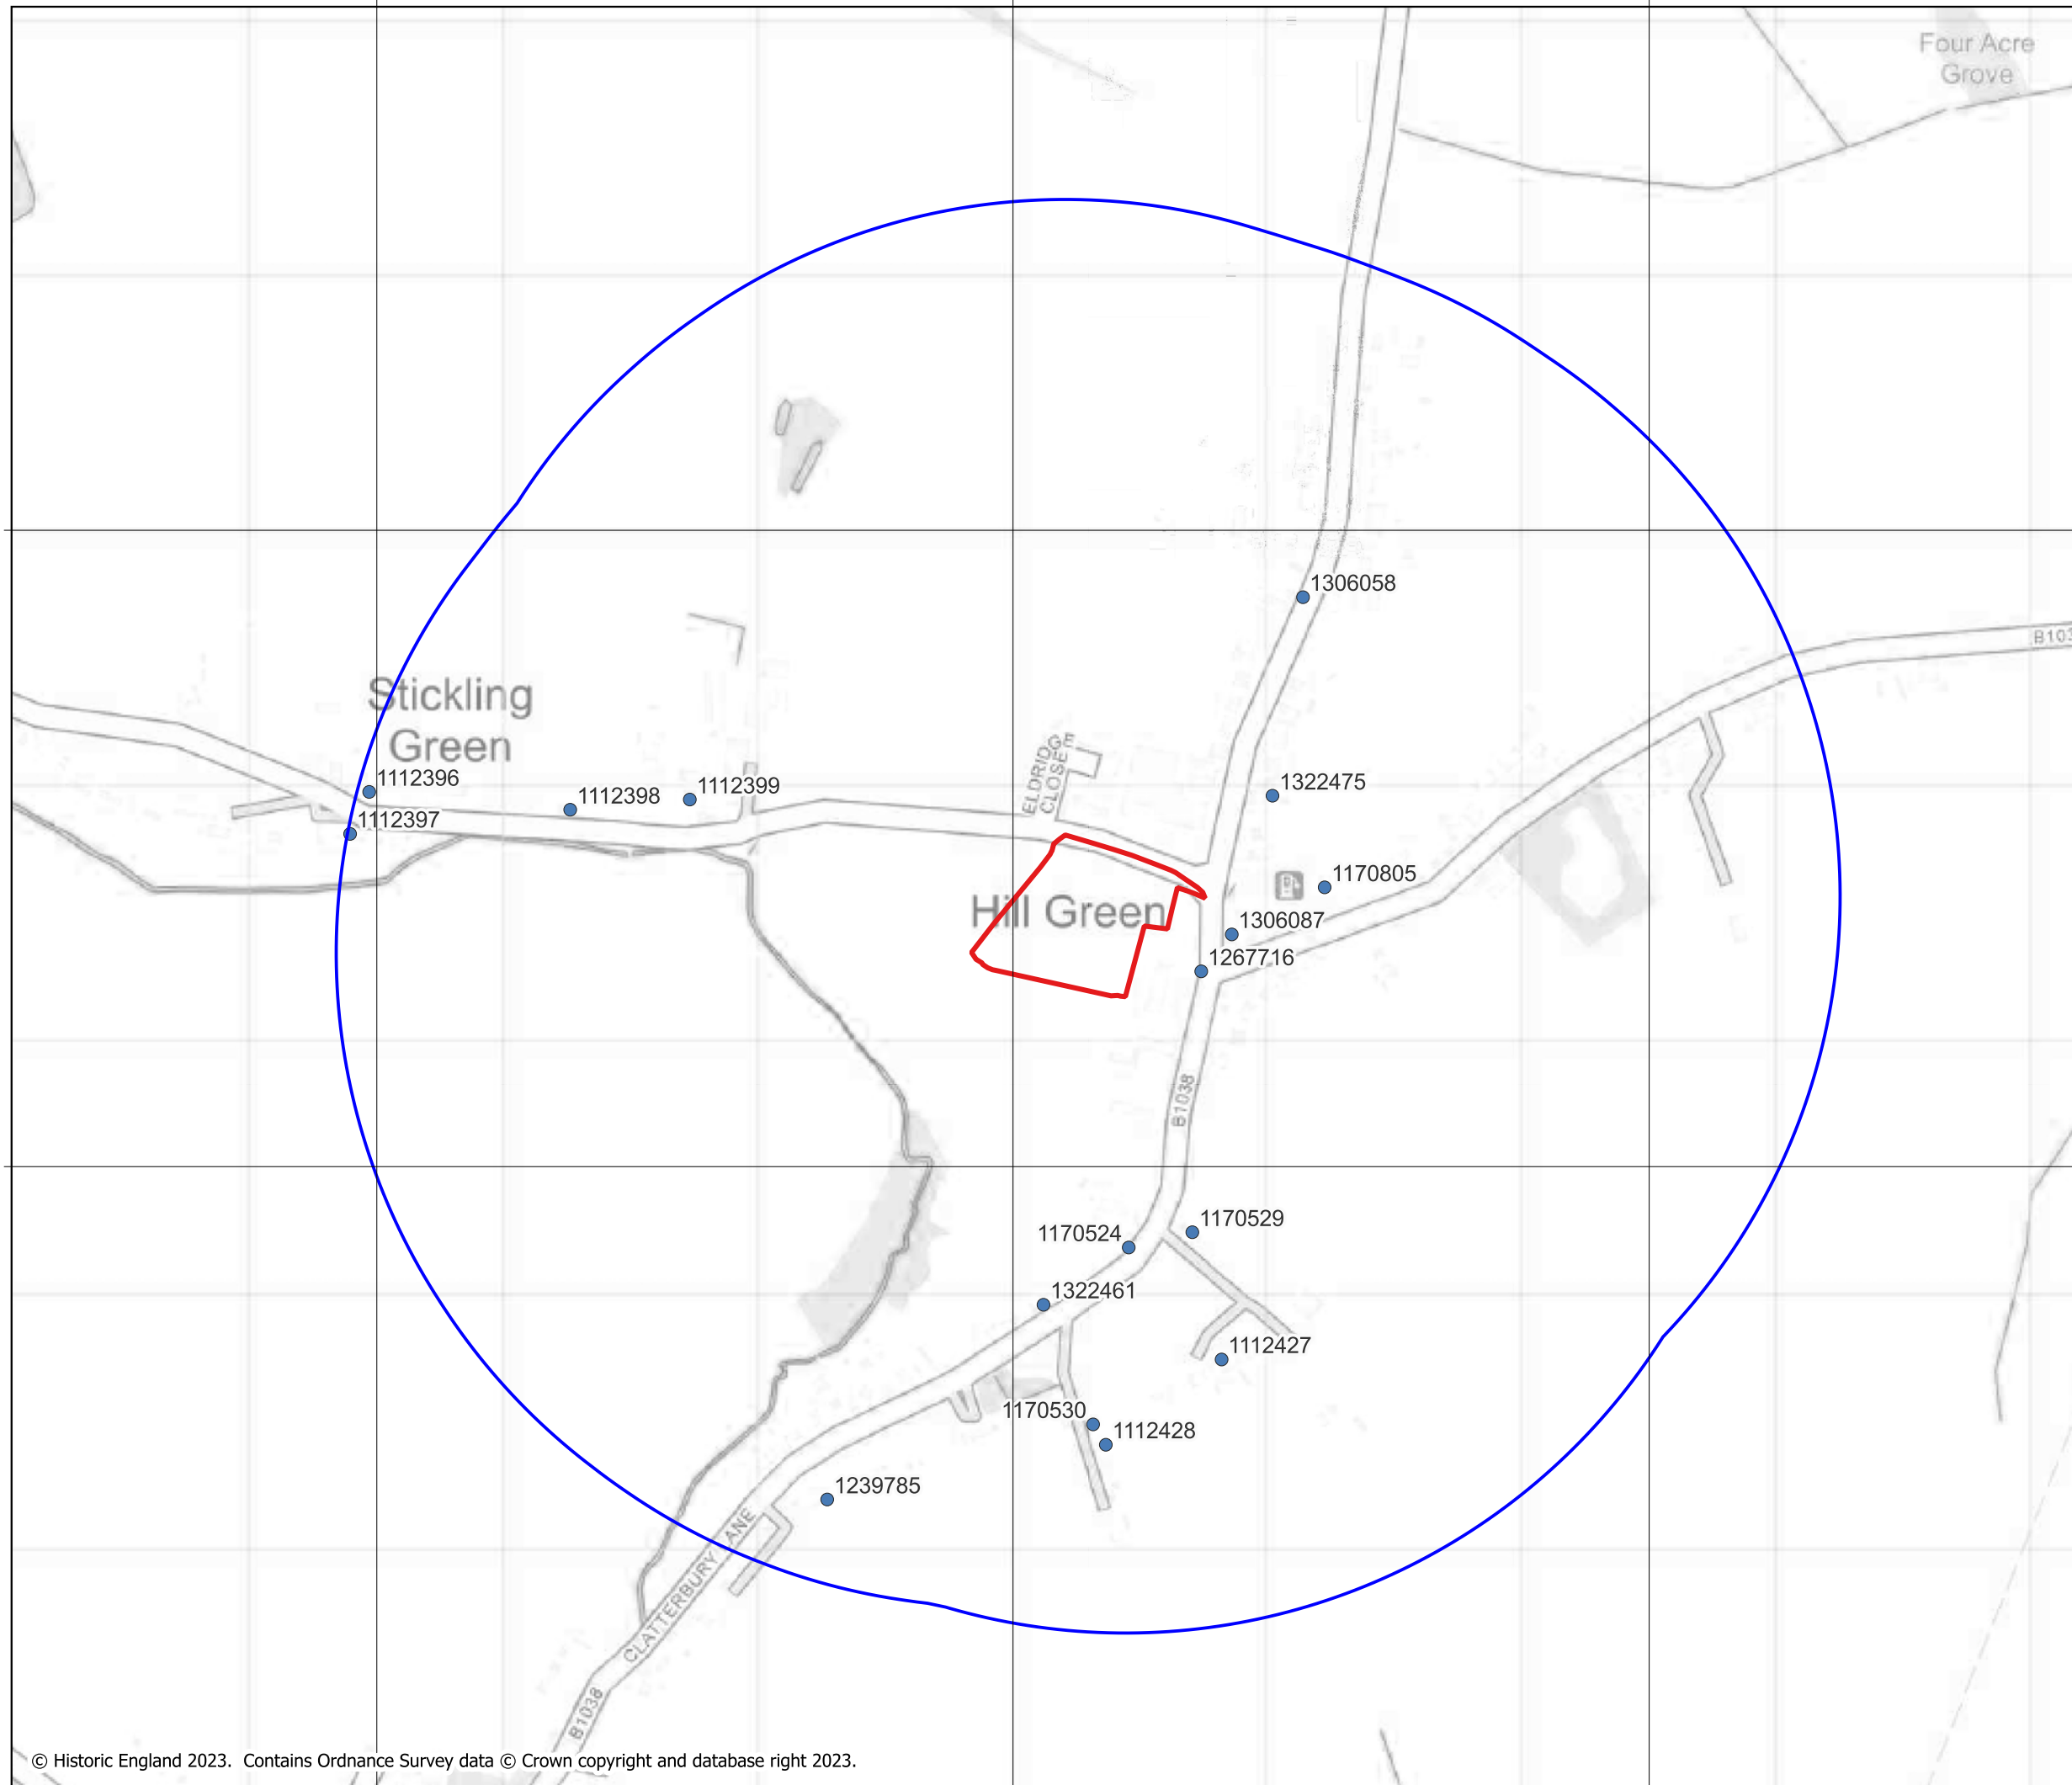 Four Acre
Grove
1306058
B103
Stickling
Green
ELDRIDGE
CLOSE
1112396
1112398
1112399
1322475
1112397
1170805
Hill Green
1306087
1267716
B1038
1170529
1170524
1322461
1112427
1170530
1112428
1239785
CLATTERBURY LANE
B1038
© Historic England 2023. Contains Ordnance Survey data © Crown copyright and database right 2023.